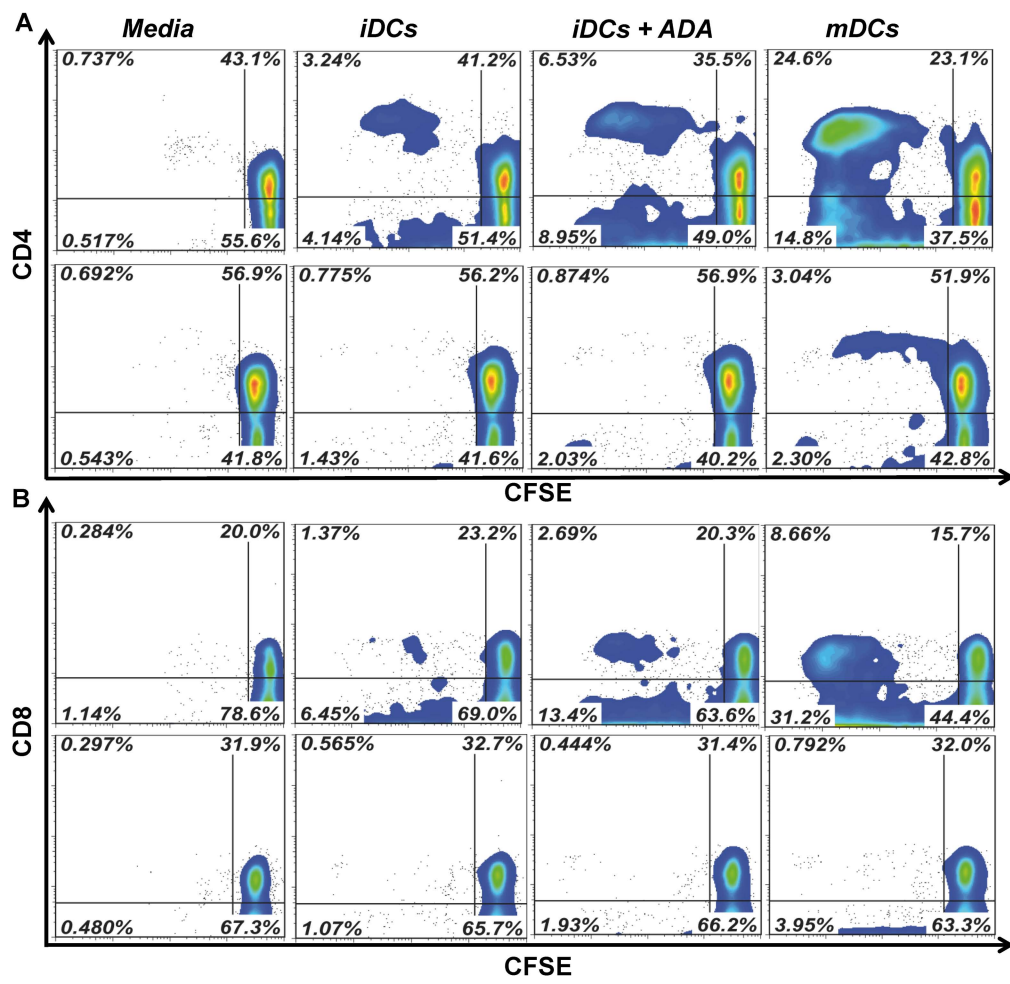 A
Media iDCs iDCs + ADA mDCs
0.737% 43.1% 3.24% 41.2% 6.53% 35.5% 24.6% 23.1%
0.517% 55.6% 4.14% 51.4% 8.95% 49.0% 14.8% 37.5%
CD4
0.692% 56.9% 0.775% 56.2% 0.874% 56.9% 3.04% 51.9%
0.543% 41.8% 1.43% 41.6% 2.03% 40.2% 2.30% 42.8%
CFSE
B
0.284% 20.0% 1.37% 23.2% 2.69% 20.3% 8.66% 15.7%
1.14% 78.6% 6.45% 69.0% 13.4% 63.6% 31.2% 44.4%
CD8
0.297% 31.9% 0.565% 32.7% 0.444% 31.4% 0.792% 32.0%
0.480% 67.3% 1.07% 65.7% 1.93% 66.2% 3.95% 63.3%
CFSE